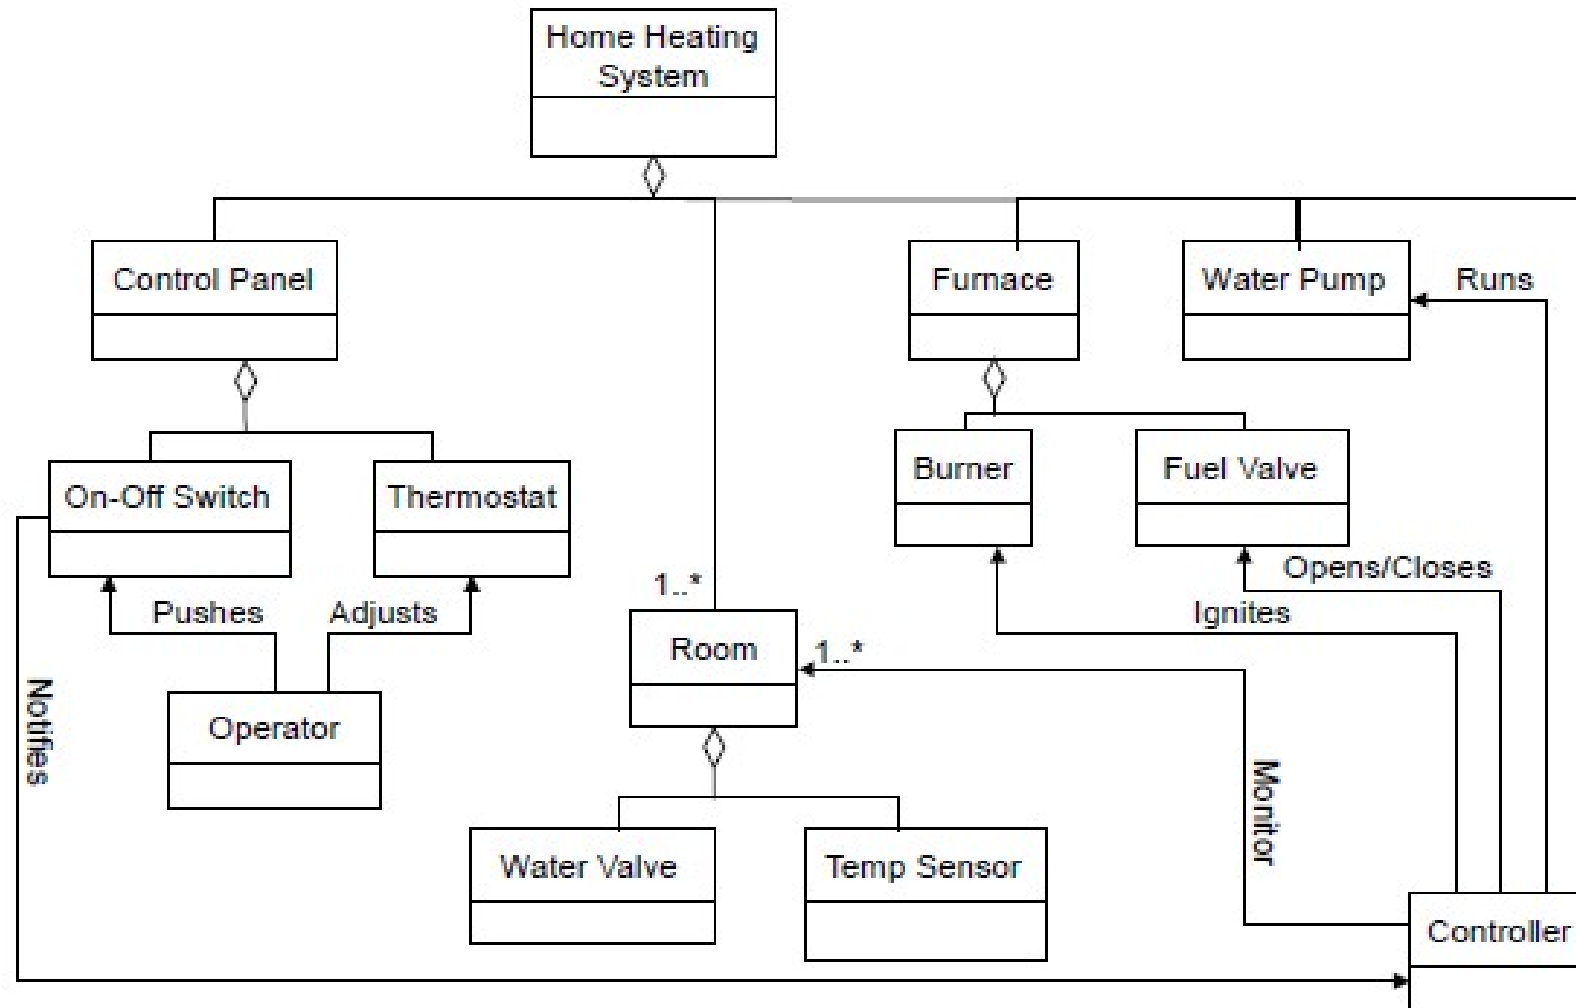 Home Heating
System
Control Panel
Furnace
Water Pump
Runs
On-Off Switch
Thermostat
Burner
Fuel Valve
Opens/Closes
Pushes
Adjusts
1..*
Ignites
Room
1..*
Notifies
Operator
Monitor
Water Valve
Temp Sensor
Controller